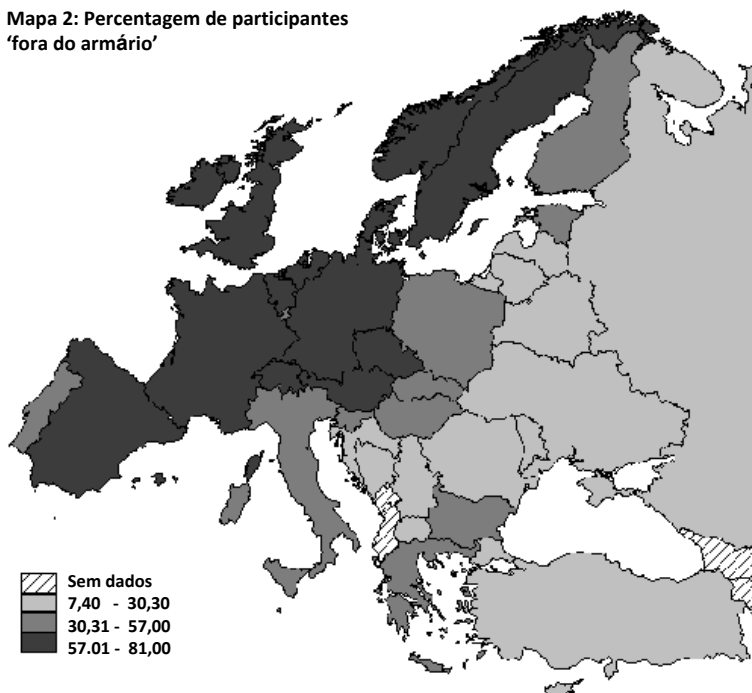 Mapa 2: Percentagem de participantes
‘fora do armário’
Sem dados
7,40 - 30,30
30,31 - 57,00
57.01 - 81,00